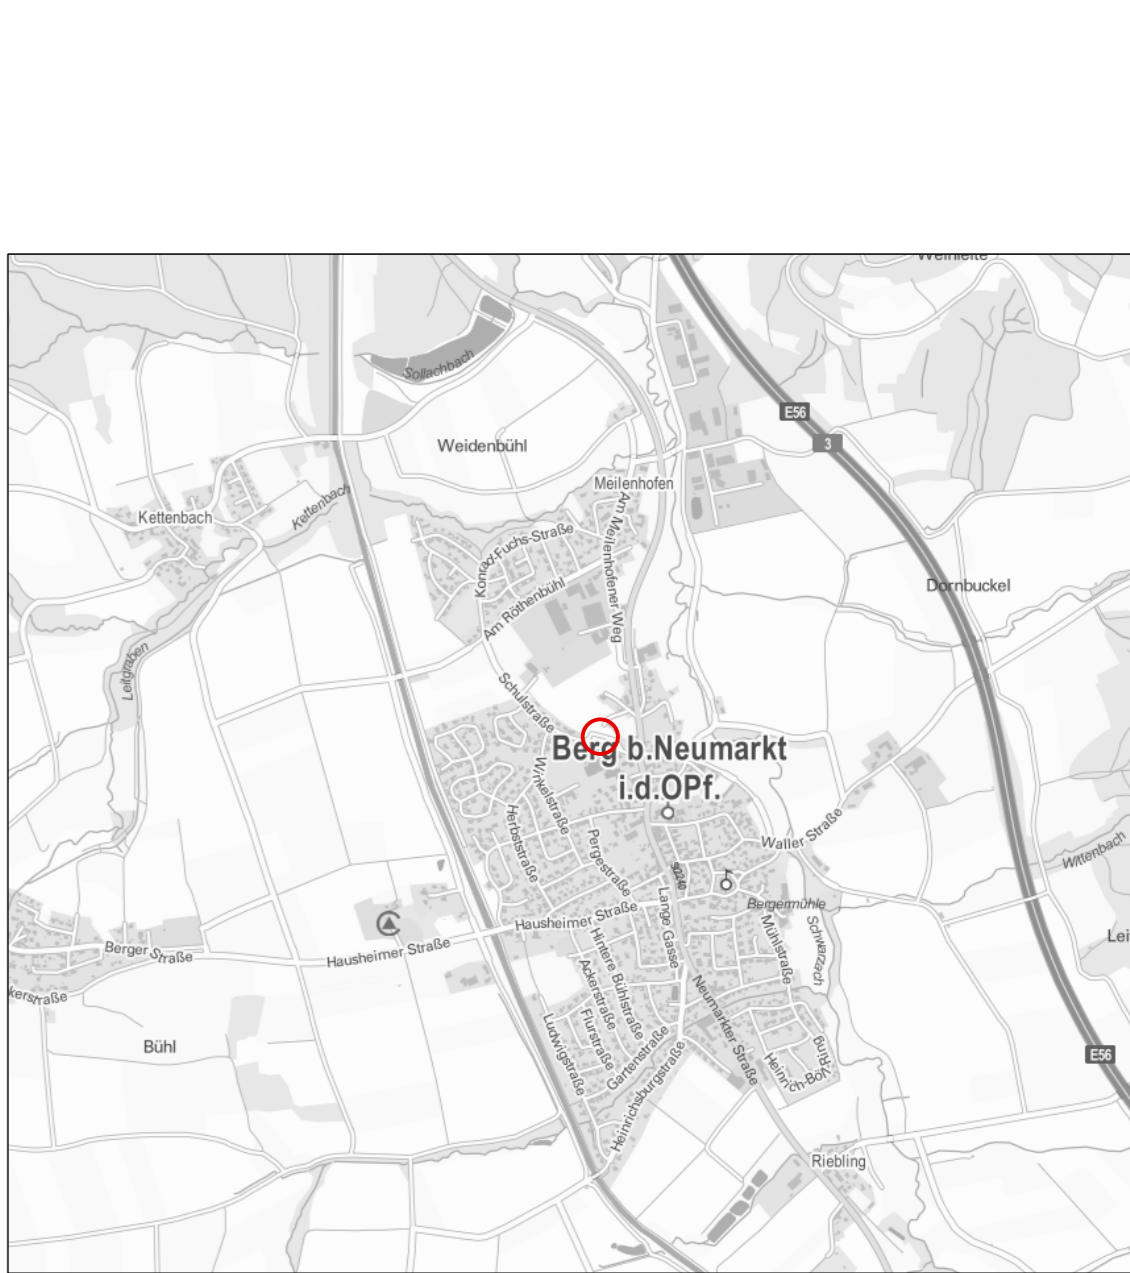 Weinleite
Sollachbach
E56
3
Weidenbühl
Meilenhofen
Kettenbach
Kettenbach
Konrad-Fuchs-Straße
Am Meilenhofener Weg
Am Röthenbühl
Dornbuckel
Leitgraben
Schulstraße
Berg b.Neumarkt
i.d.OPf.
Winkelstraße
Herbststraße
Pergestraße
Waller Straße
Wittenbach
Lange Gasse
Bergermühle
Hausheimer Straße
Mühlstraße
Schwarzach
Berger Straße
Hausheimer Straße
Hintere Bühlstraße
Ackerstraße
Flurstraße
Ludwigstraße
Gartenstraße
Heinrichsburgstraße
Neumarkter Straße
Heinrich-Böll-Ring
kerstraße
Lei
Bühl
E56
Riebling